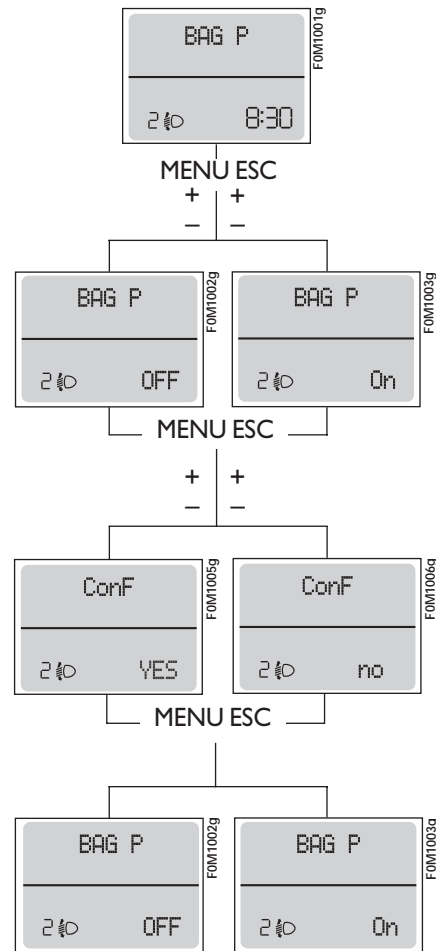 BAG P
F0M1001g
2 8:30
MENU ESC
+ +
– –
BAG P
F0M1002g
2 OFF
BAG P
F0M1003g
2 On
MENU ESC
+ +
– –
ConF
F0M1005g
2 YES
ConF
F0M1006g
2 no
MENU ESC
BAG P
F0M1002g
2 OFF
BAG P
F0M1003g
2 On